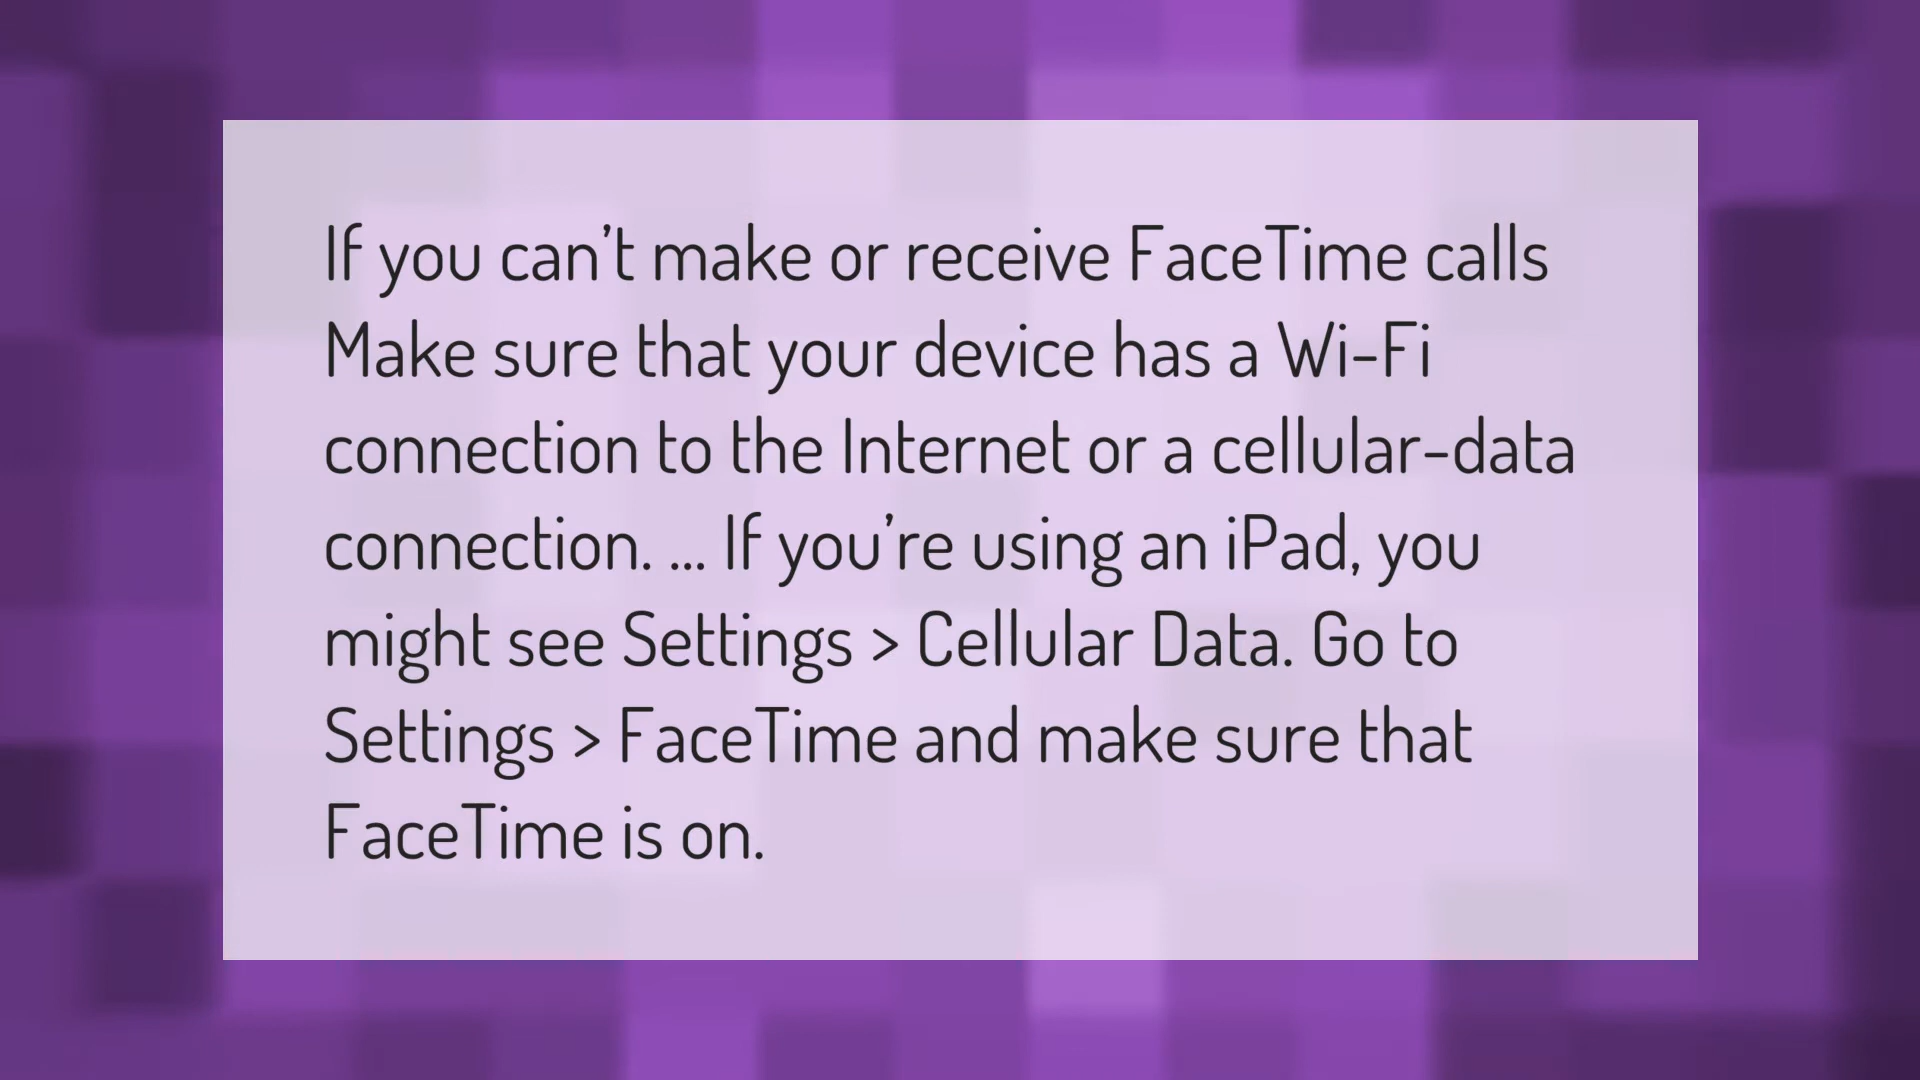 If you can’t make or receive FaceTime calls
Make sure that your device has a Wi-Fi
connection to the Internet or a cellular-data
connection. ... If you’re using an iPad, you
might see Settings > Cellular Data. Go to
Settings > FaceTime and make sure that
FaceTime is on.